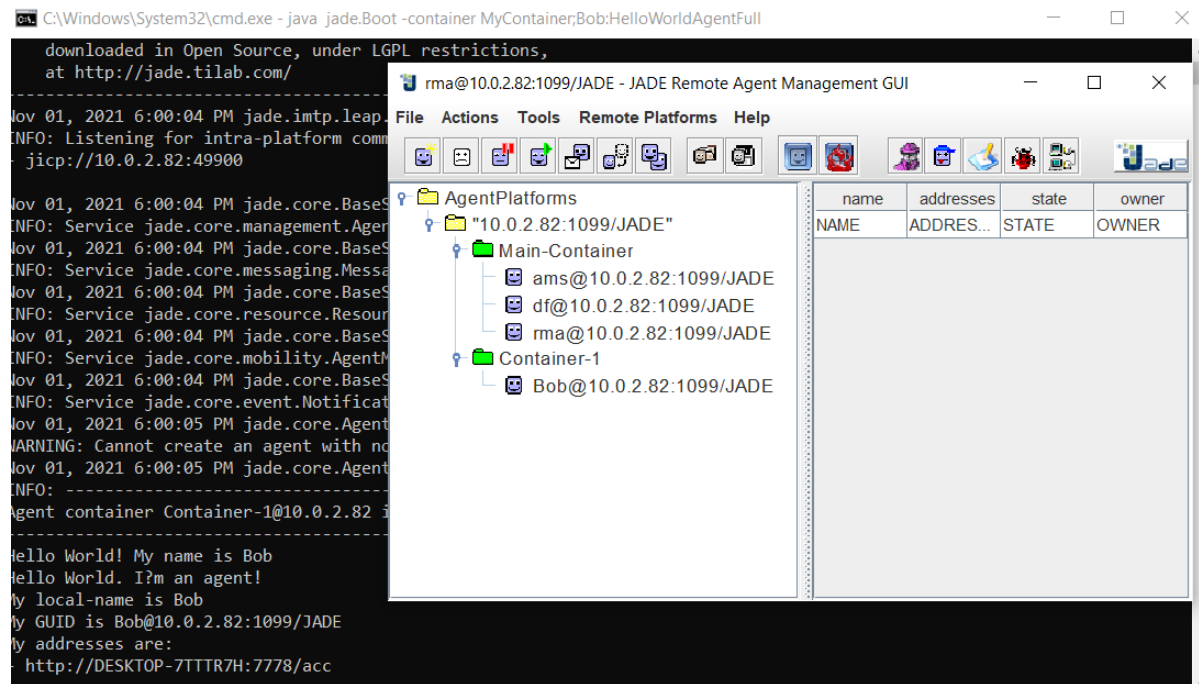 C:\Windows\System32\cmd.exe - java jade.Boot -container MyContainer;Bob:HelloWorldAgentFull
downloaded in Open Source, under LGPL restrictions,
at http://jade.tilab.com/
Nov 01, 2021 6:00:04 PM jade.imtp.leap.
INFO: Listening for intra-platform comm
- jicp://10.0.2.82:49900
Nov 01, 2021 6:00:04 PM jade.core.BaseS
INFO: Service jade.core.management.Agen
Nov 01, 2021 6:00:04 PM jade.core.BaseS
INFO: Service jade.core.messaging.Messa
Nov 01, 2021 6:00:04 PM jade.core.BaseS
INFO: Service jade.core.resource.Resour
Nov 01, 2021 6:00:04 PM jade.core.BaseS
INFO: Service jade.core.mobility.AgentM
Nov 01, 2021 6:00:04 PM jade.core.BaseS
INFO: Service jade.core.event.Notificat
Nov 01, 2021 6:00:05 PM jade.core.Agent
WARNING: Cannot create an agent with no
Nov 01, 2021 6:00:05 PM jade.core.Agent
INFO: ----------------------------------
Agent container Container-1@10.0.2.82 i
Hello World! My name is Bob
Hello World. I?m an agent!
My local-name is Bob
My GUID is Bob@10.0.2.82:1099/JADE
My addresses are:
- http://DESKTOP-7TTTR7H:7778/acc
rma@10.0.2.82:1099/JADE - JADE Remote Agent Management GUI
File Actions Tools Remote Platforms Help
Jade
AgentPlatforms
"10.0.2.82:1099/JADE"
Main-Container
ams@10.0.2.82:1099/JADE
df@10.0.2.82:1099/JADE
rma@10.0.2.82:1099/JADE
Container-1
Bob@10.0.2.82:1099/JADE
name addresses state owner
NAME ADDRES... STATE OWNER